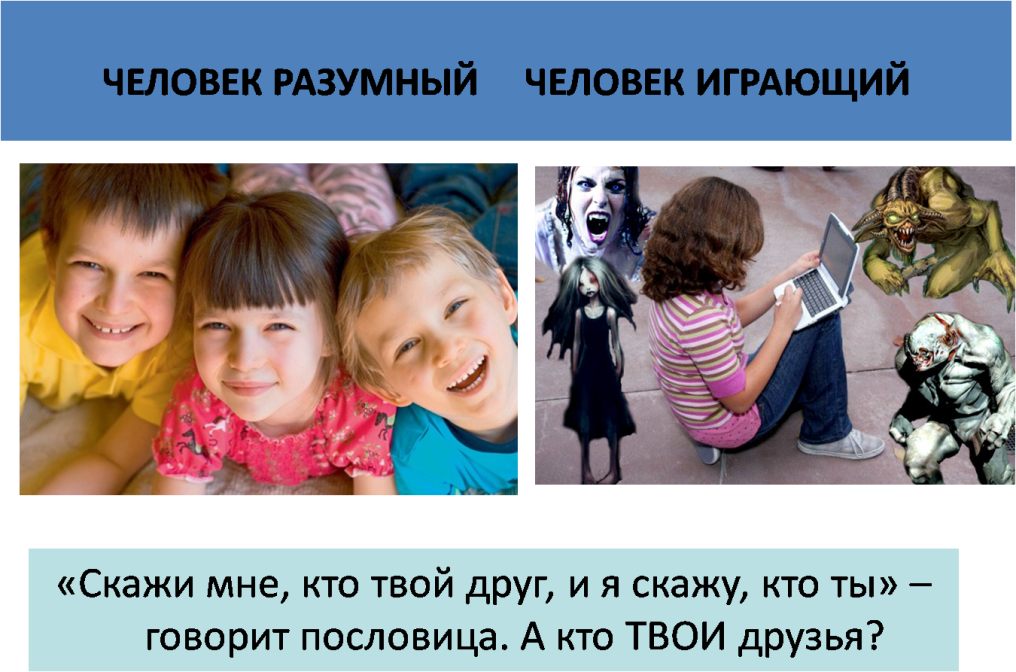 ЧЕЛОВЕК РАЗУМНЫЙ ЧЕЛОВЕК ИГРАЮЩИЙ
«Скажи мне, кто твой друг, и я скажу, кто ты» –
говорит пословица. А кто ТВОИ друзья?